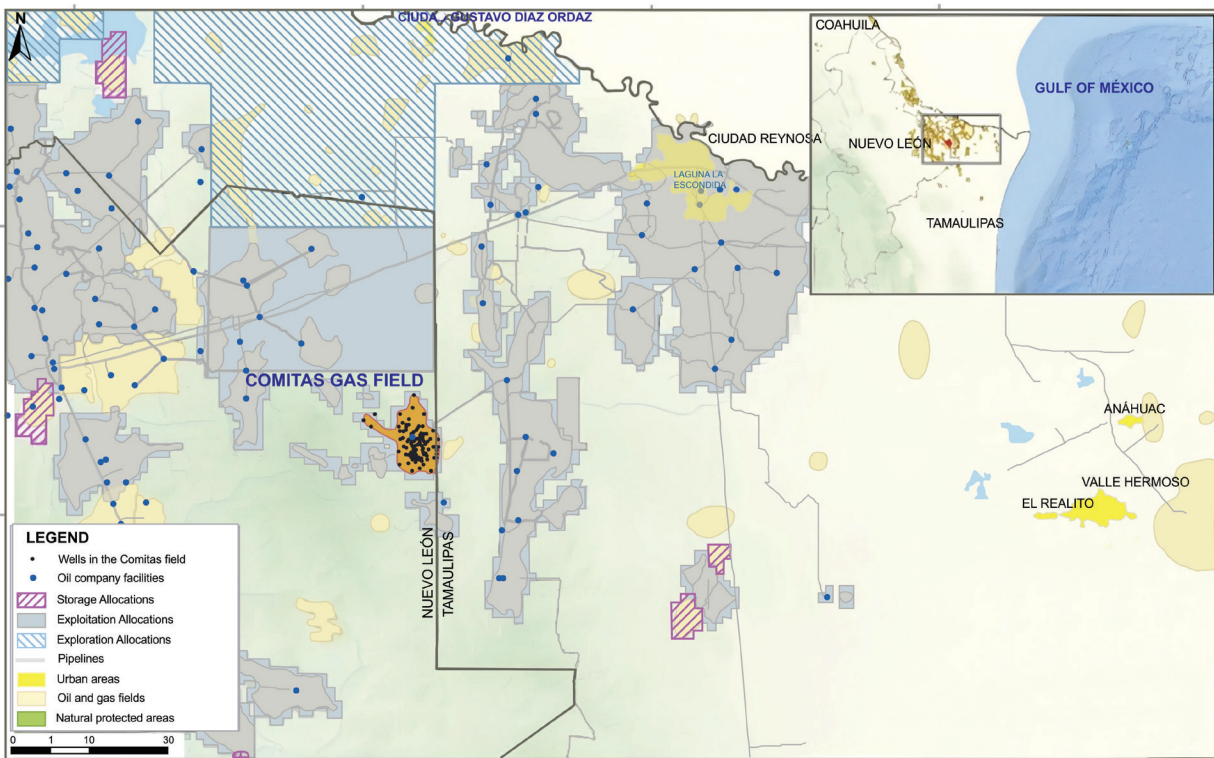 N
CIUDA
GUSTAVO DIAZ ORDAZ
COAHUILA
GULF OF MÉXICO
NUEVO LEÓN
TAMAULIPAS
CIUDAD REYNOSA
LAGUNA LA
ESCONDIDA
COMITAS GAS FIELD
ANÁHUAC
VALLE HERMOSO
EL REALITO
NUEVO LEÓN
TAMAULIPAS
LEGEND
Wells in the Comitas field
Oil company facilities
Storage Allocations
Exploitation Allocations
Exploration Allocations
Pipelines
Urban areas
Oil and gas fields
Natural protected areas
0 1 10 30